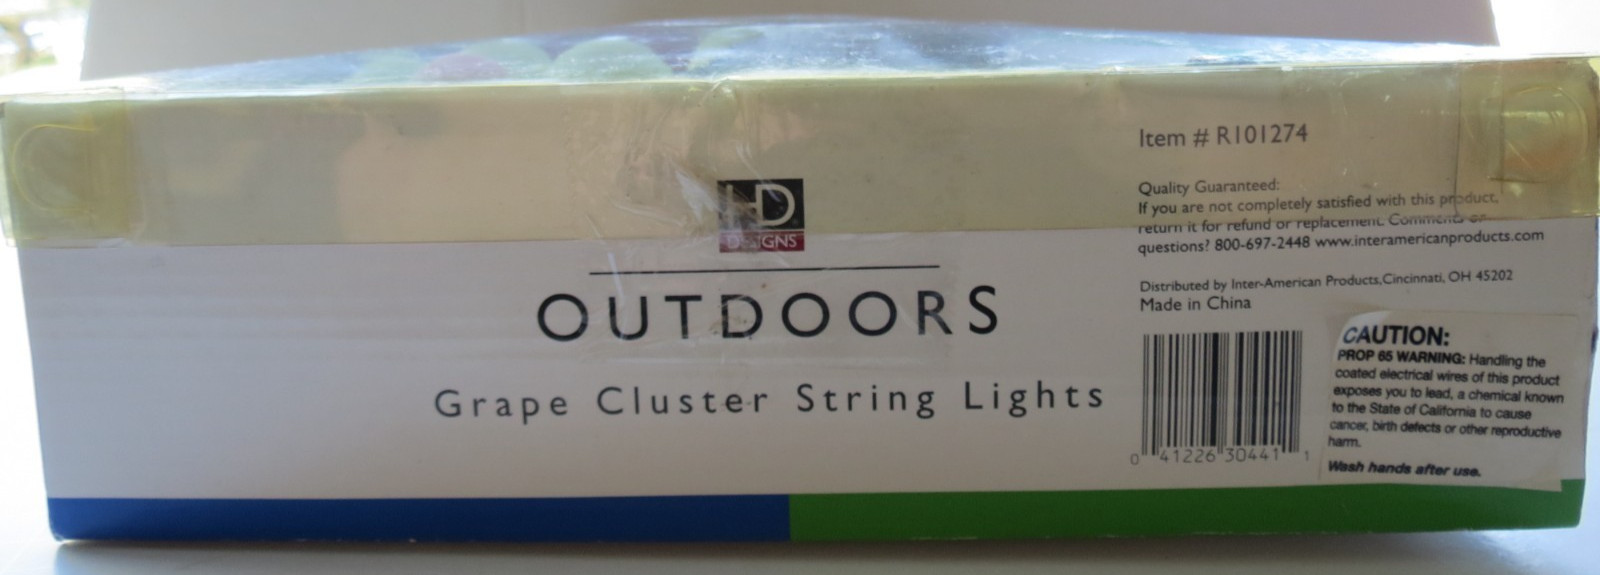 HD
DESIGNS
OUTDOORS
Grape Cluster String Lights
Item # R101274
Quality Guaranteed:
If you are not completely satisfied with this product,
return it for refund or replacement. Comments or
questions? 800-697-2448 www.interamericanproducts.com
Distributed by Inter-American Products,Cincinnati, OH 45202
Made in China
0 41226 30441 1
CAUTION:
PROP 65 WARNING: Handling the
coated electrical wires of this product
exposes you to lead, a chemical known
to the State of California to cause
cancer, birth defects or other reproductive
harm.
Wash hands after use.